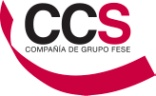 CCS
COMPAÑÍA DE GRUPO FESE